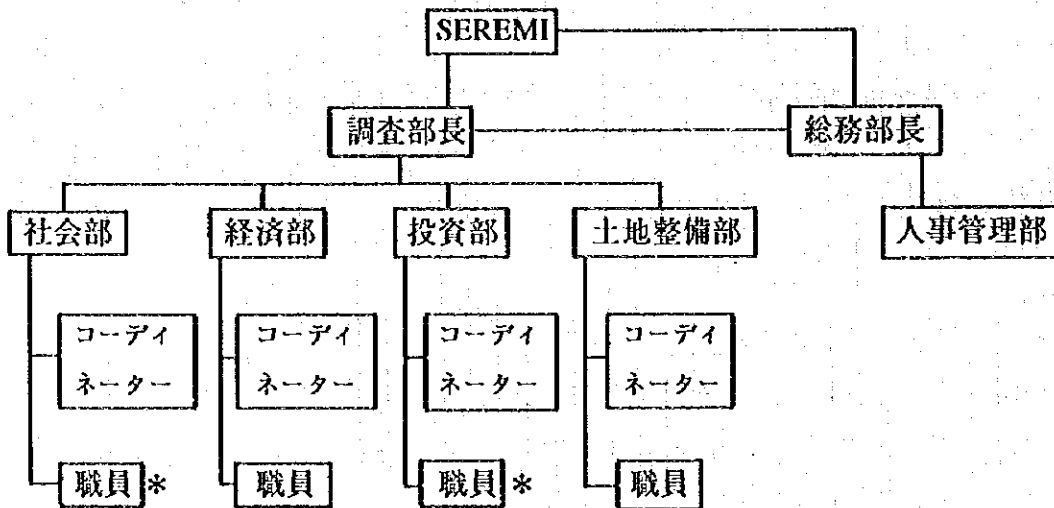 SEREMI
調査部長
総務部長
社会部
経済部
投資部
土地整備部
人事管理部
コーディ
ネーター
コーディ
ネーター
コーディ
ネーター
コーディ
ネーター
職員*
職員
職員*
職員